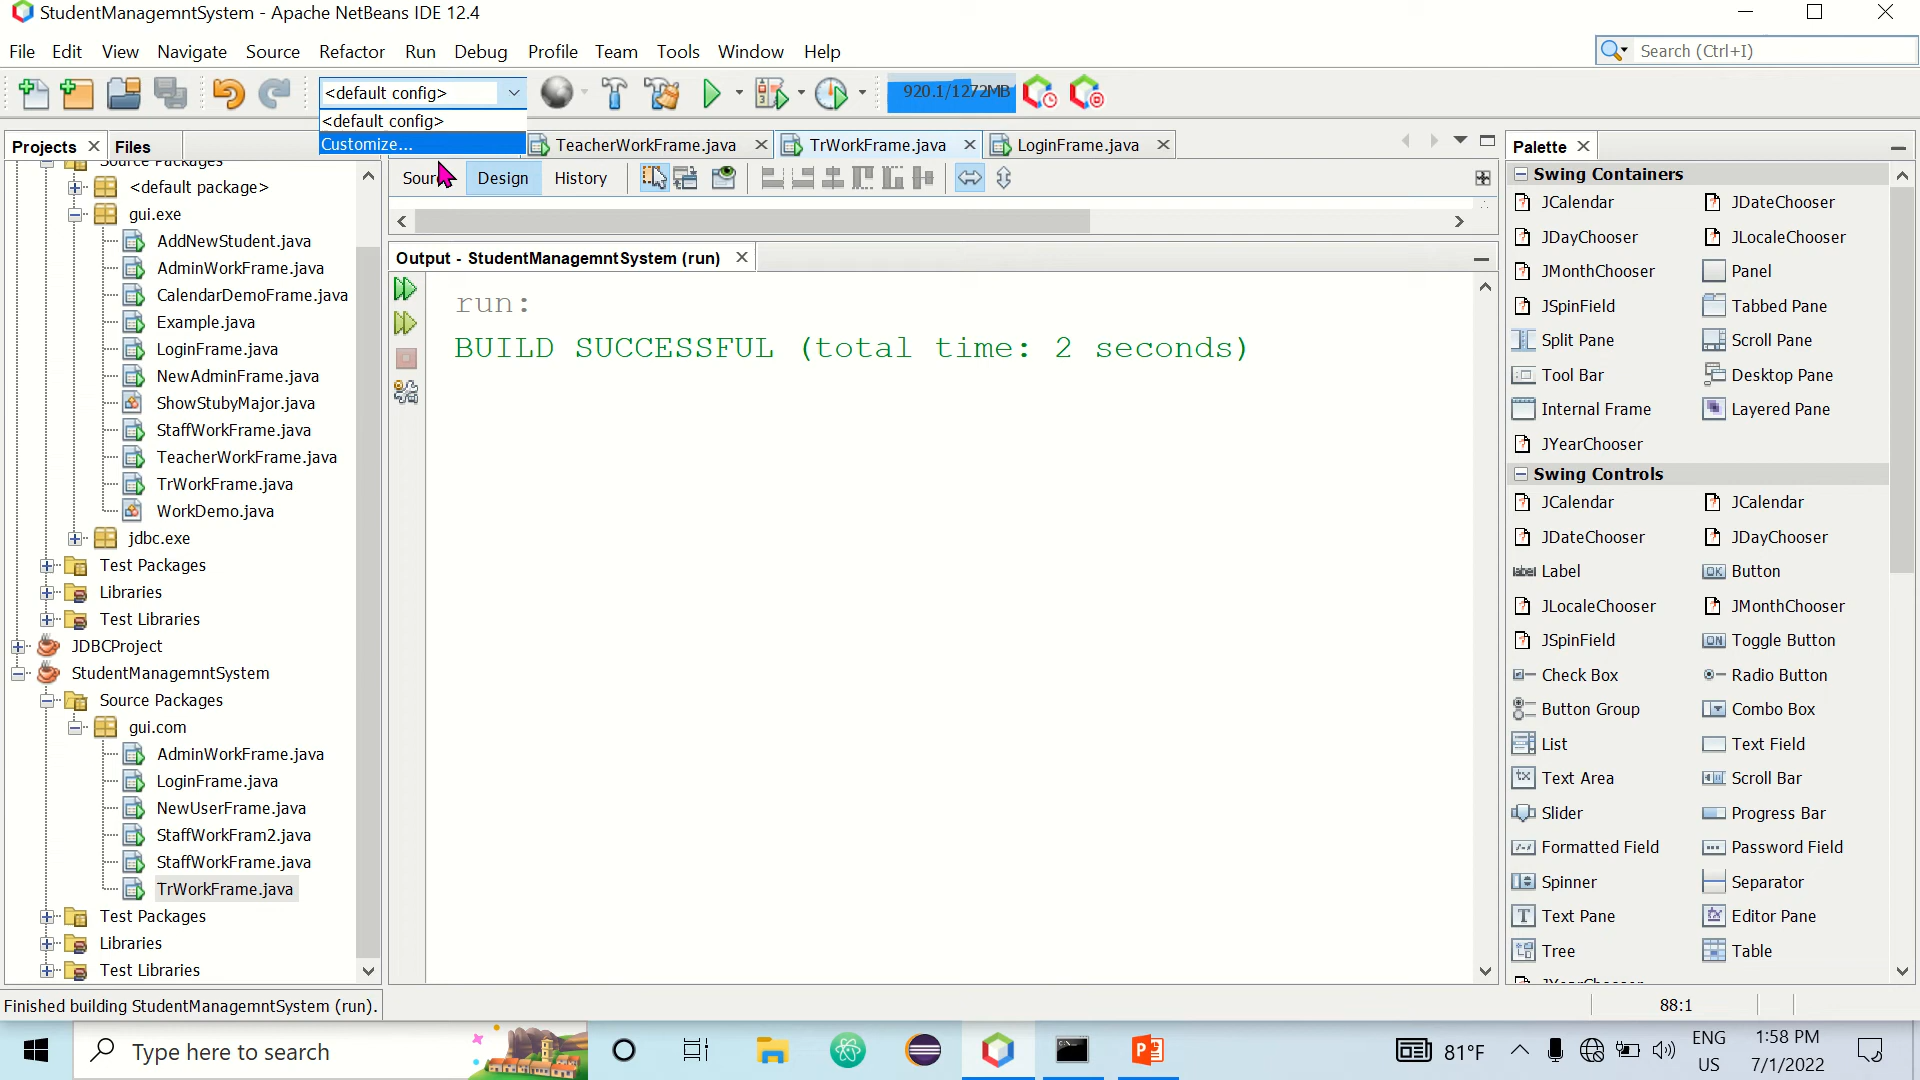 StudentManagemntSystem - Apache NetBeans IDE 12.4
File Edit View Navigate Source Refactor Run Debug Profile Team Tools Window Help
Search (Ctrl+I)
<default config>
920.1/1272MB
<default config>
Customize...
Projects
Files
TeacherWorkFrame.java
TrWorkFrame.java
LoginFrame.java
Design
History
Output - StudentManagemntSystem (run)
run:
BUILD SUCCESSFUL (total time: 2 seconds)
Source Packages
<default package>
gui.exe
AddNewStudent.java
AdminWorkFrame.java
CalendarDemoFrame.java
Example.java
LoginFrame.java
NewAdminFrame.java
ShowStubyMajor.java
StaffWorkFrame.java
TeacherWorkFrame.java
TrWorkFrame.java
WorkDemo.java
jdbc.exe
Test Packages
Libraries
Test Libraries
JDBCProject
StudentManagemntSystem
Source Packages
gui.com
AdminWorkFrame.java
LoginFrame.java
NewUserFrame.java
StaffWorkFram2.java
StaffWorkFrame.java
TrWorkFrame.java
Test Packages
Libraries
Test Libraries
Palette
Swing Containers
JCalendar JDateChooser
JDayChooser JLocaleChooser
JMonthChooser Panel
JSpinField Tabbed Pane
Split Pane Scroll Pane
Tool Bar Desktop Pane
Internal Frame Layered Pane
JYearChooser
Swing Controls
JCalendar JCalendar
JDateChooser JDayChooser
label Label OK Button
JLocaleChooser JMonthChooser
JSpinField ON Toggle Button
Check Box Radio Button
Button Group Combo Box
List Text Field
Text Area Scroll Bar
Slider Progress Bar
Formatted Field Password Field
Spinner Separator
Text Pane Editor Pane
Tree Table
Finished building StudentManagemntSystem (run).
88:1
Type here to search
81°F
ENG
US
1:58 PM
7/1/2022